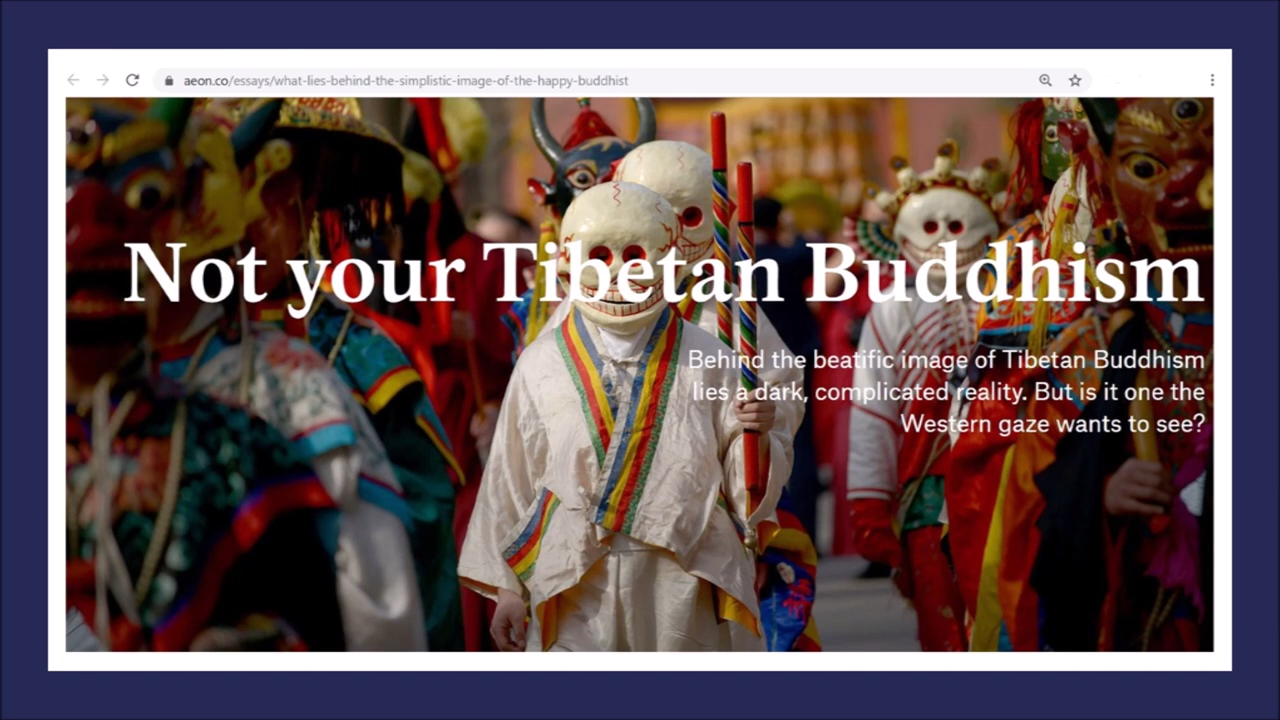 aeon.co/essays/what-lies-behind-the-simplistic-image-of-the-happy-buddhist
Not your Tibetan Buddhism
Behind the beatific image of Tibetan Buddhism
lies a dark, complicated reality. But is it one the
Western gaze wants to see?